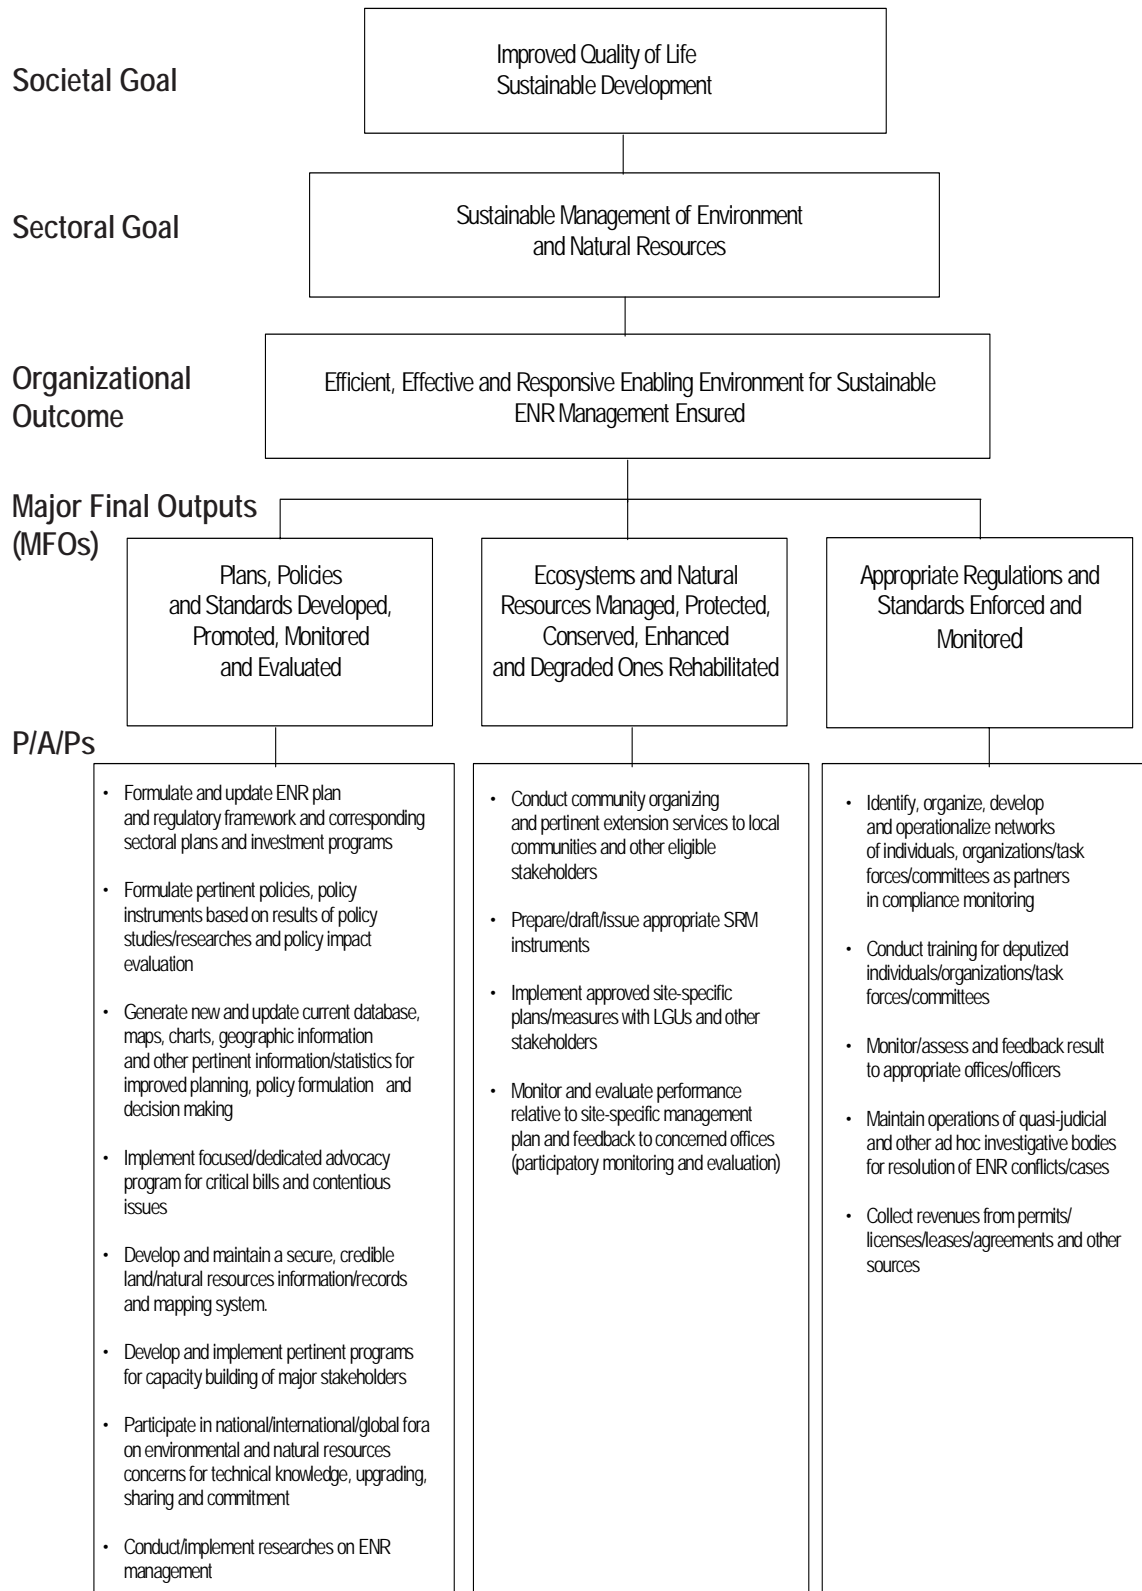 Societal Goal
Improved Quality of Life
Sustainable Development
Sectoral Goal
Sustainable Management of Environment
and Natural Resources
Organizational
Outcome
Efficient, Effective and Responsive Enabling Environment for Sustainable
ENR Management Ensured
Major Final Outputs
(MFOs)
Plans, Policies
and Standards Developed,
Promoted, Monitored
and Evaluated
Ecosystems and Natural
Resources Managed, Protected,
Conserved, Enhanced
and Degraded Ones Rehabilitated
Appropriate Regulations and
Standards Enforced and
Monitored
P/A/Ps
• Formulate and update ENR plan
and regulatory framework and corresponding
sectoral plans and investment programs
• Formulate pertinent policies, policy
instruments based on results of policy
studies/researches and policy impact
evaluation
• Generate new and update current database,
maps, charts, geographic information
and other pertinent information/statistics for
improved planning, policy formulation and
decision making
• Implement focused/dedicated advocacy
program for critical bills and contentious
issues
• Develop and maintain a secure, credible
land/natural resources information/records
and mapping system.
• Develop and implement pertinent programs
for capacity building of major stakeholders
• Participate in national/international/global fora
on environmental and natural resources
concerns for technical knowledge, upgrading,
sharing and commitment
• Conduct/implement researches on ENR
management
• Conduct community organizing
and pertinent extension services to local
communities and other eligible
stakeholders
• Prepare/draft/issue appropriate SRM
instruments
• Implement approved site-specific
plans/measures with LGUs and other
stakeholders
• Monitor and evaluate performance
relative to site-specific management
plan and feedback to concerned offices
(participatory monitoring and evaluation)
• Identify, organize, develop
and operationalize networks
of individuals, organizations/task
forces/committees as partners
in compliance monitoring
• Conduct training for deputized
individuals/organizations/task
forces/committees
• Monitor/assess and feedback result
to appropriate offices/officers
• Maintain operations of quasi-judicial
and other ad hoc investigative bodies
for resolution of ENR conflicts/cases
• Collect revenues from permits/
licenses/leases/agreements and other
sources